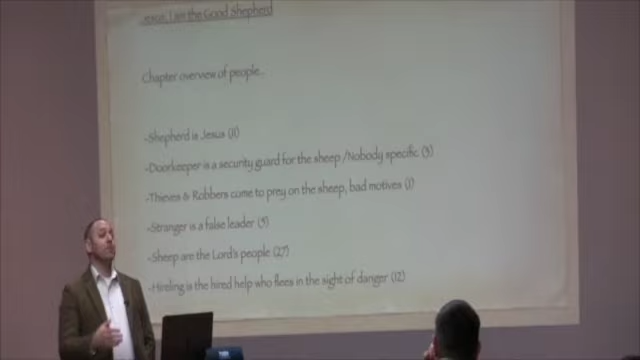 Jesus: I am the Good Shepherd
Chapter overview of people...
-Shepherd is Jesus (11)
-Doorkeeper is a security guard for the sheep /Nobody specific (3)
-Thieves & Robbers come to prey on the sheep, bad motives (1)
-Stranger is a false leader (5)
-Sheep are the Lord's people (27)
-Hireling is the hired help who flees in the sight of danger (12)